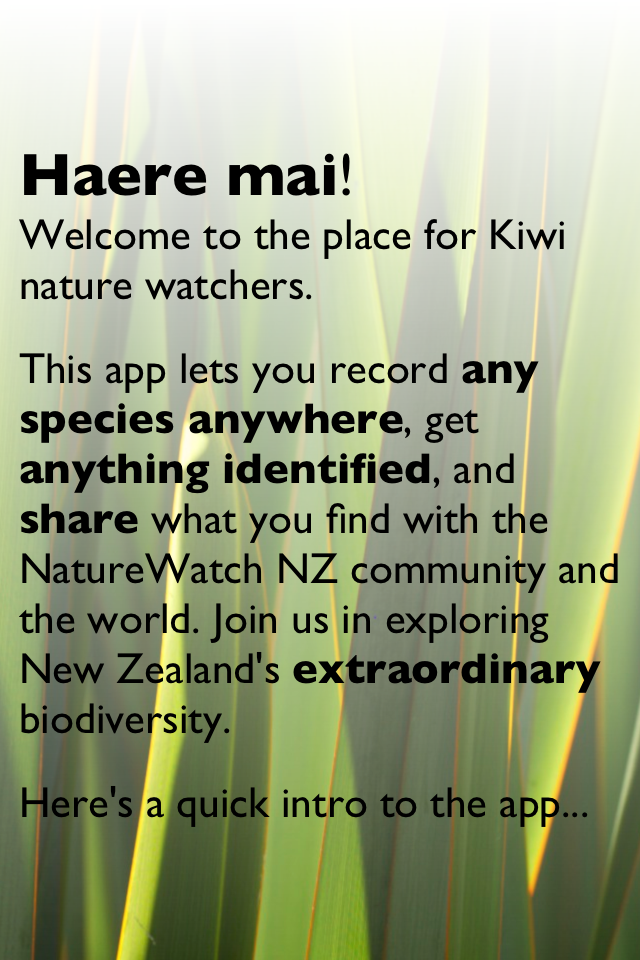 Haere mai!
Welcome to the place for Kiwi
nature watchers.
This app lets you record any
species anywhere, get
anything identified, and
share what you find with the
NatureWatch NZ community and
the world. Join us in exploring
New Zealand's extraordinary
biodiversity.
Here's a quick intro to the app...